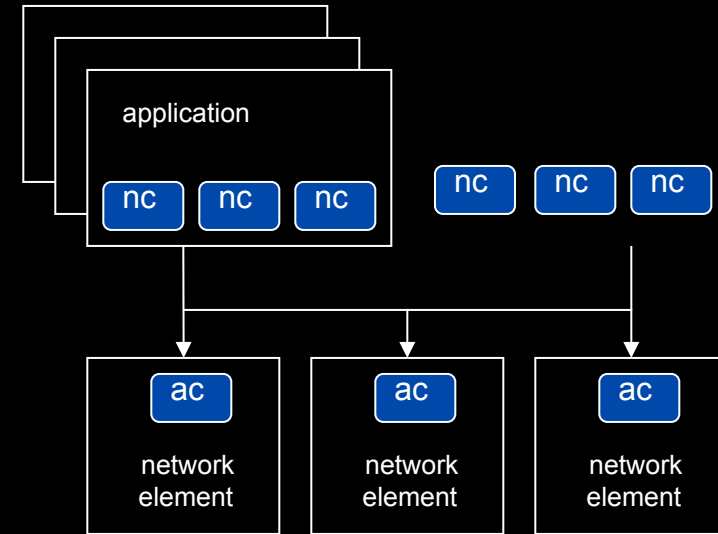 application
nc nc nc nc nc nc
ac ac ac
network network network
element element element